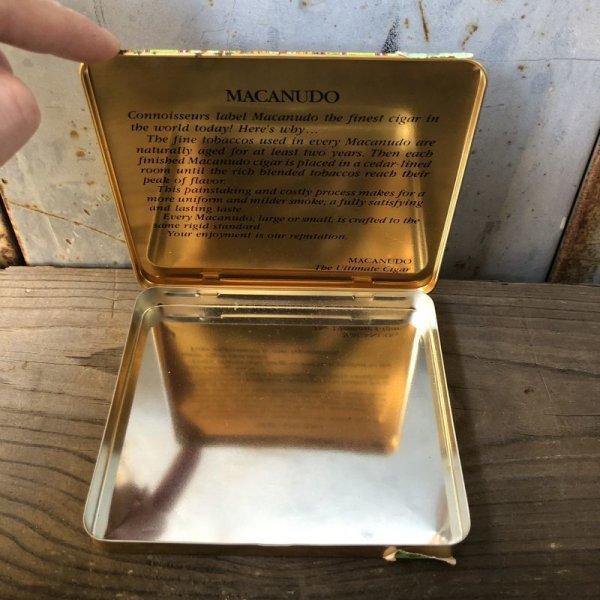 MACANUDO
Connoisseurs label Macanudo the finest cigar in
the world today! Here's why...
The fine tobaccos used in every Macanudo are
naturally aged for at least two years. Then each
finished Macanudo cigar is placed in a cedar-lined
room until the rich blended tobaccos reach their
peak of flavor.
This painstaking and costly process makes for a
more uniform and milder smoke, a fully satisfying
and lasting taste.
Every Macanudo, large or small, is crafted to the
same rigid standard.
Your enjoyment is our reputation.
MACANUDO
The Ultimate Cigar